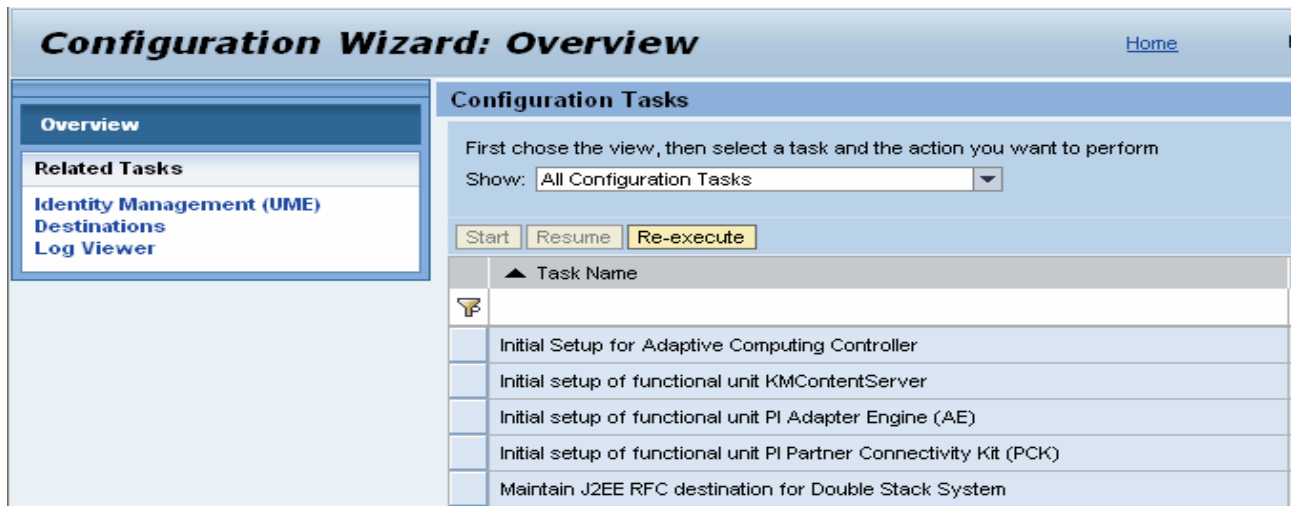 Configuration Wizard: Overview
Home
Overview
Related Tasks
Identity Management (UME)
Destinations
Log Viewer
Configuration Tasks
First chose the view, then select a task and the action you want to perform
Show: All Configuration Tasks
Start Resume Re-execute
Task Name
Initial Setup for Adaptive Computing Controller
Initial setup of functional unit KMContentServer
Initial setup of functional unit PI Adapter Engine (AE)
Initial setup of functional unit PI Partner Connectivity Kit (PCK)
Maintain J2EE RFC destination for Double Stack System